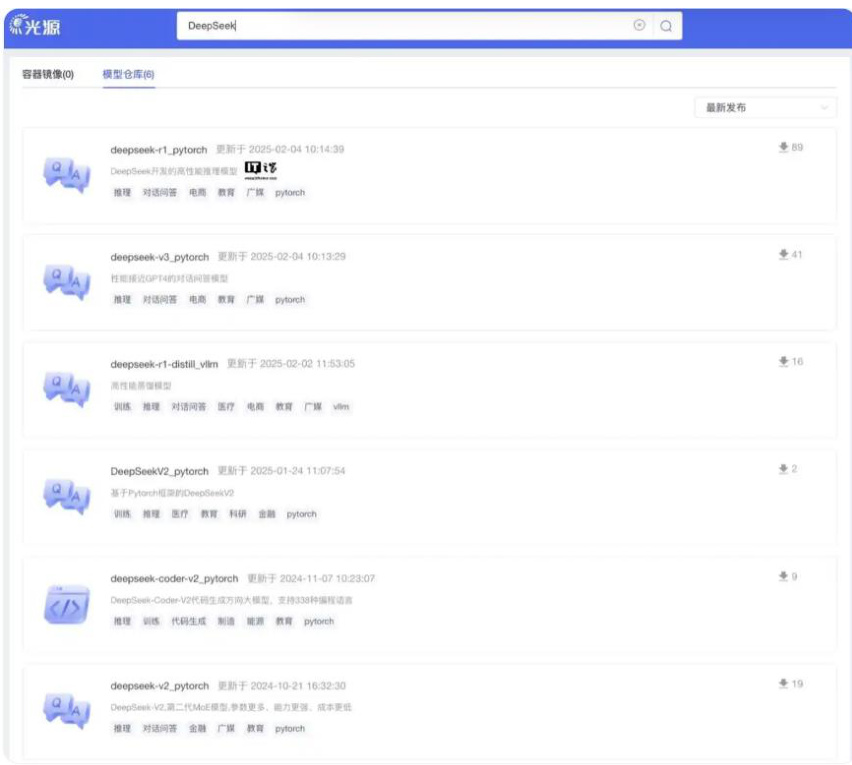 光源
DeepSeek
容器镜像(0) 模型仓库(6)
最新发布
deepseek-r1_pytorch 更新于 2025-02-04 10:14:39 89
DeepSeek开发的高性能推理模型 IT之家
推理 对话问答 电商 教育 广媒 pytorch
deepseek-v3_pytorch 更新于 2025-02-04 10:13:29 41
性能接近GPT4的对话问答模型
推理 对话问答 电商 教育 广媒 pytorch
deepseek-r1-distill_vllm 更新于 2025-02-02 11:53:05 16
高性能蒸馏模型
训练 推理 对话问答 医疗 电商 教育 广媒 vllm
DeepSeekV2_pytorch 更新于 2025-01-24 11:07:54 2
基于Pytorch框架的DeepSeekV2
训练 推理 医疗 教育 科研 金融 pytorch
deepseek-coder-v2_pytorch 更新于 2024-11-07 10:23:07 9
DeepSeek-Coder-V2代码生成方向大模型，支持338种编程语言
推理 训练 代码生成 制造 能源 教育 pytorch
deepseek-v2_pytorch 更新于 2024-10-21 16:32:30 19
DeepSeek-V2,第二代MoE模型,参数更多、能力更强、成本更低
推理 对话问答 金融 广媒 教育 pytorch